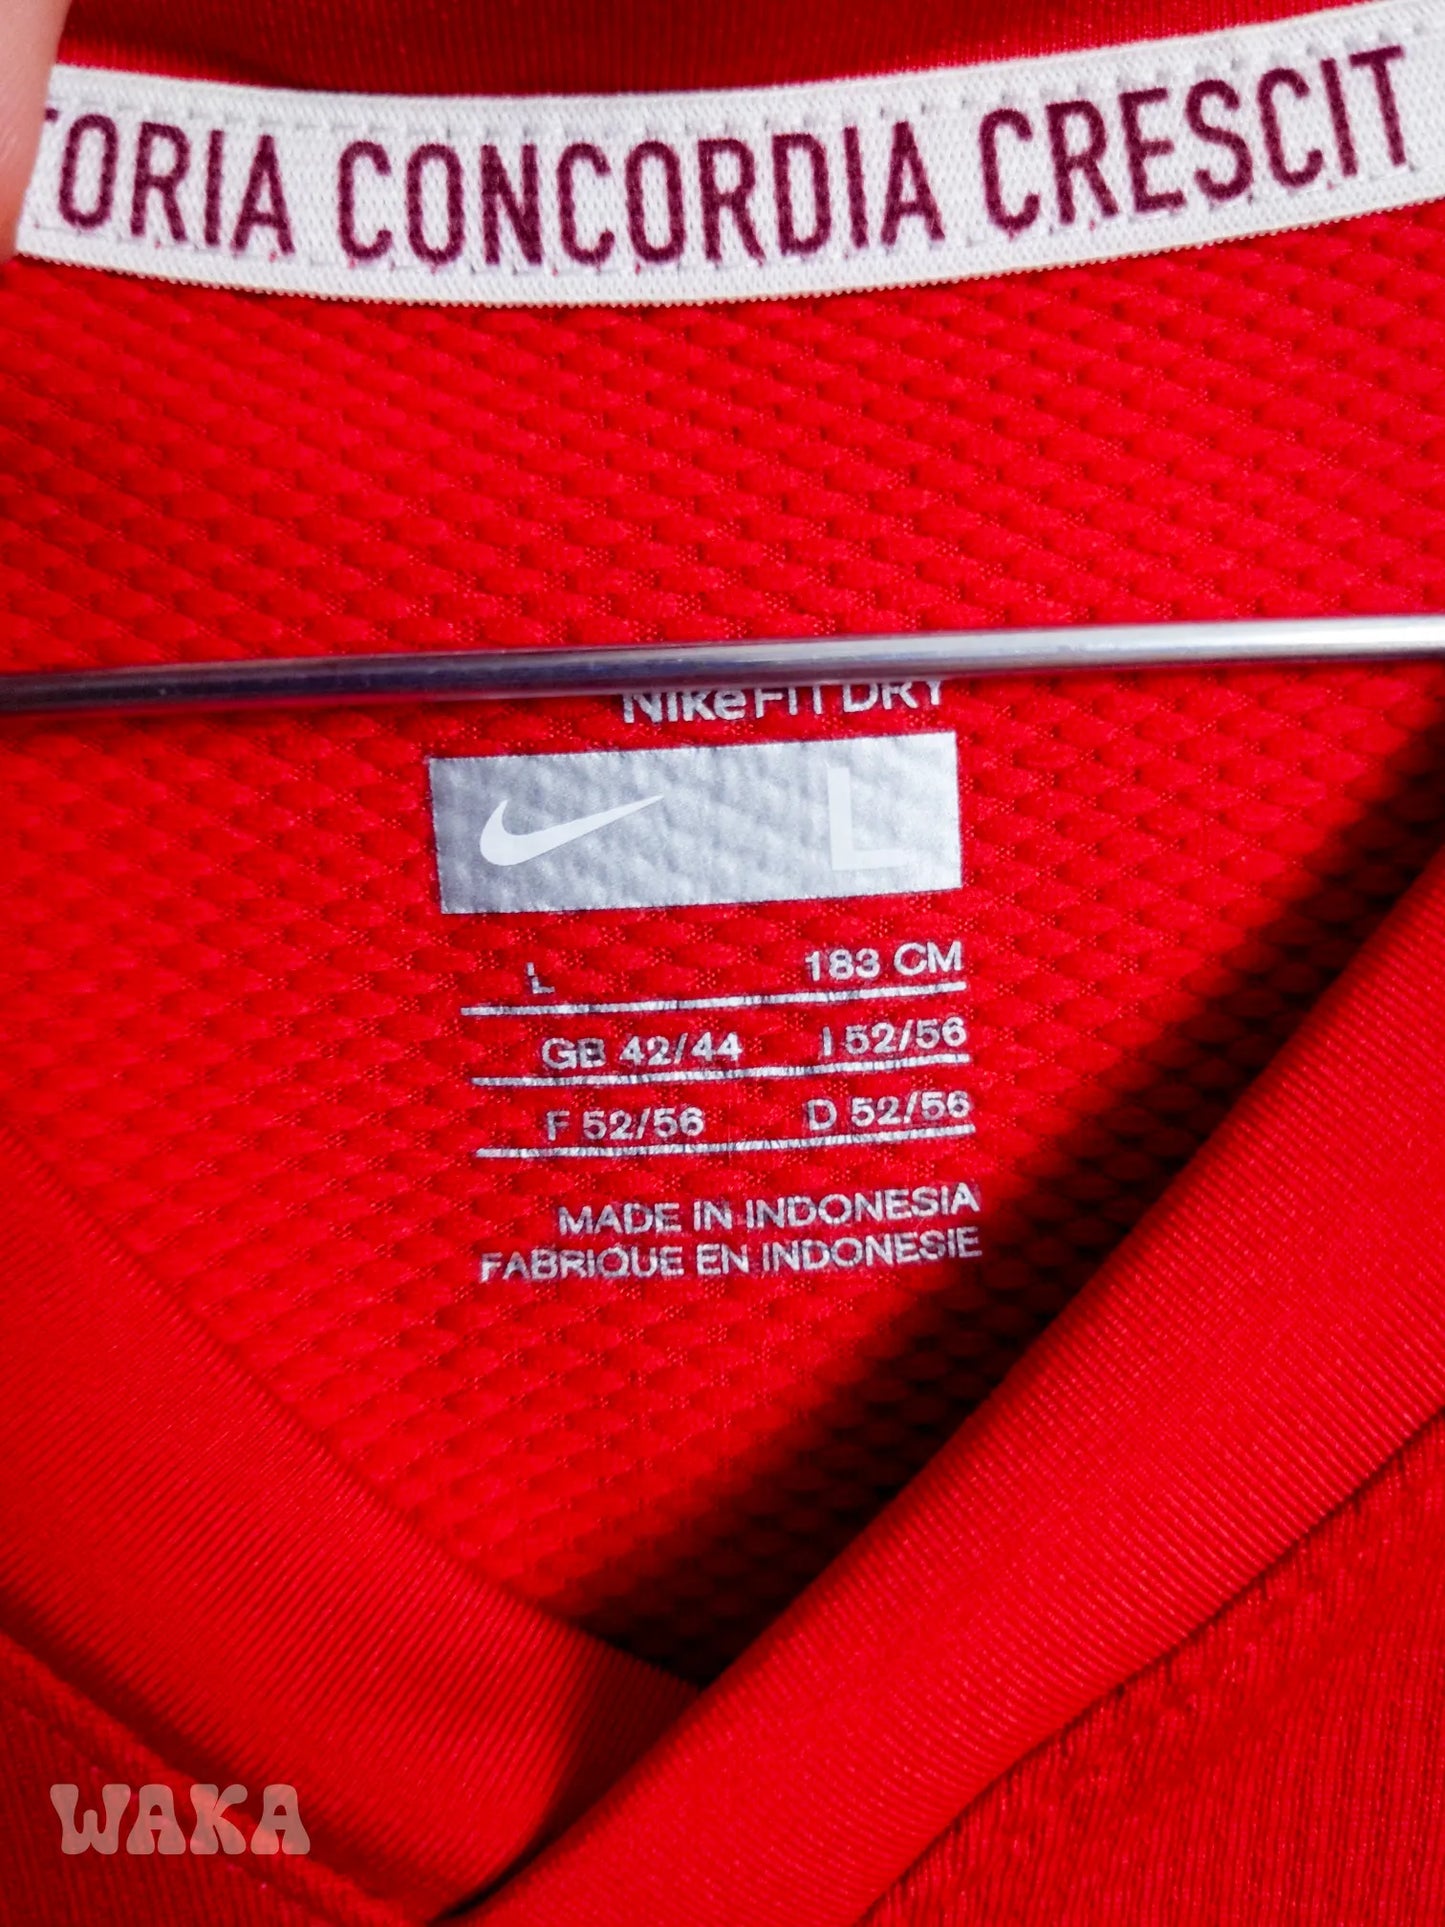 TORIA CONCORDIA CRESCIT
NikeFIT DRY
L
L 183 CM
GB 42/44 I 52/56
F 52/56 D 52/56
MADE IN INDONESIA
FABRIQUE EN INDONESIE
WAKA